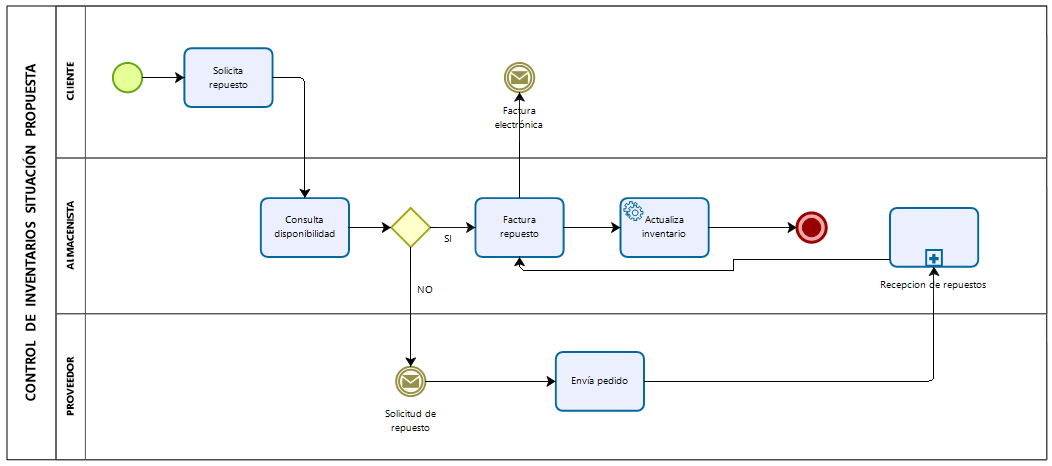 CONTROL DE INVENTARIOS SITUACIÓN PROPUESTA
CLIENTE
Solicita
repuesto
Factura
electrónica
ALMACENISTA
Consulta
disponibilidad
SI
NO
Factura
repuesto
Actualiza
inventario
Recepcion de repuestos
PROVEEDOR
Solicitud de
repuesto
Envía pedido